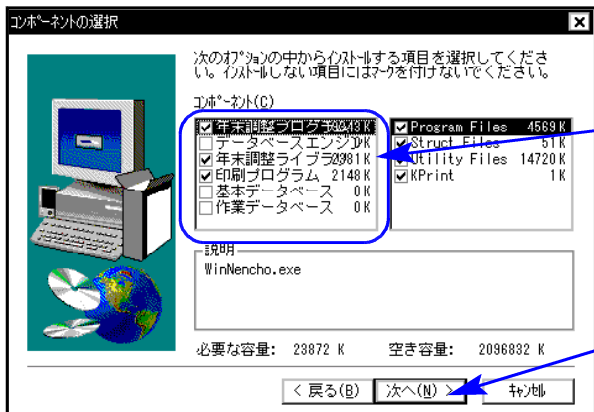 コンポーネントの選択
次のオプションの中からインストールする項目を選択してくださ
い。インストールしない項目にはマークを付けないでください。
コンポーネント(C)
年末調整プログラ
データベースエンジ
年末調整ライブラ
印刷プログラム 2148 K
基本データベース 0 K
作業データベース 0 K
Program Files 4569 K
Struct Files 51 K
Utility Files 14720 K
KPrint 1 K
説明
WinNencho.exe
必要な容量: 23872 K 空き容量: 2096832 K
< 戻る(B) 次へ(N) > キャンセル